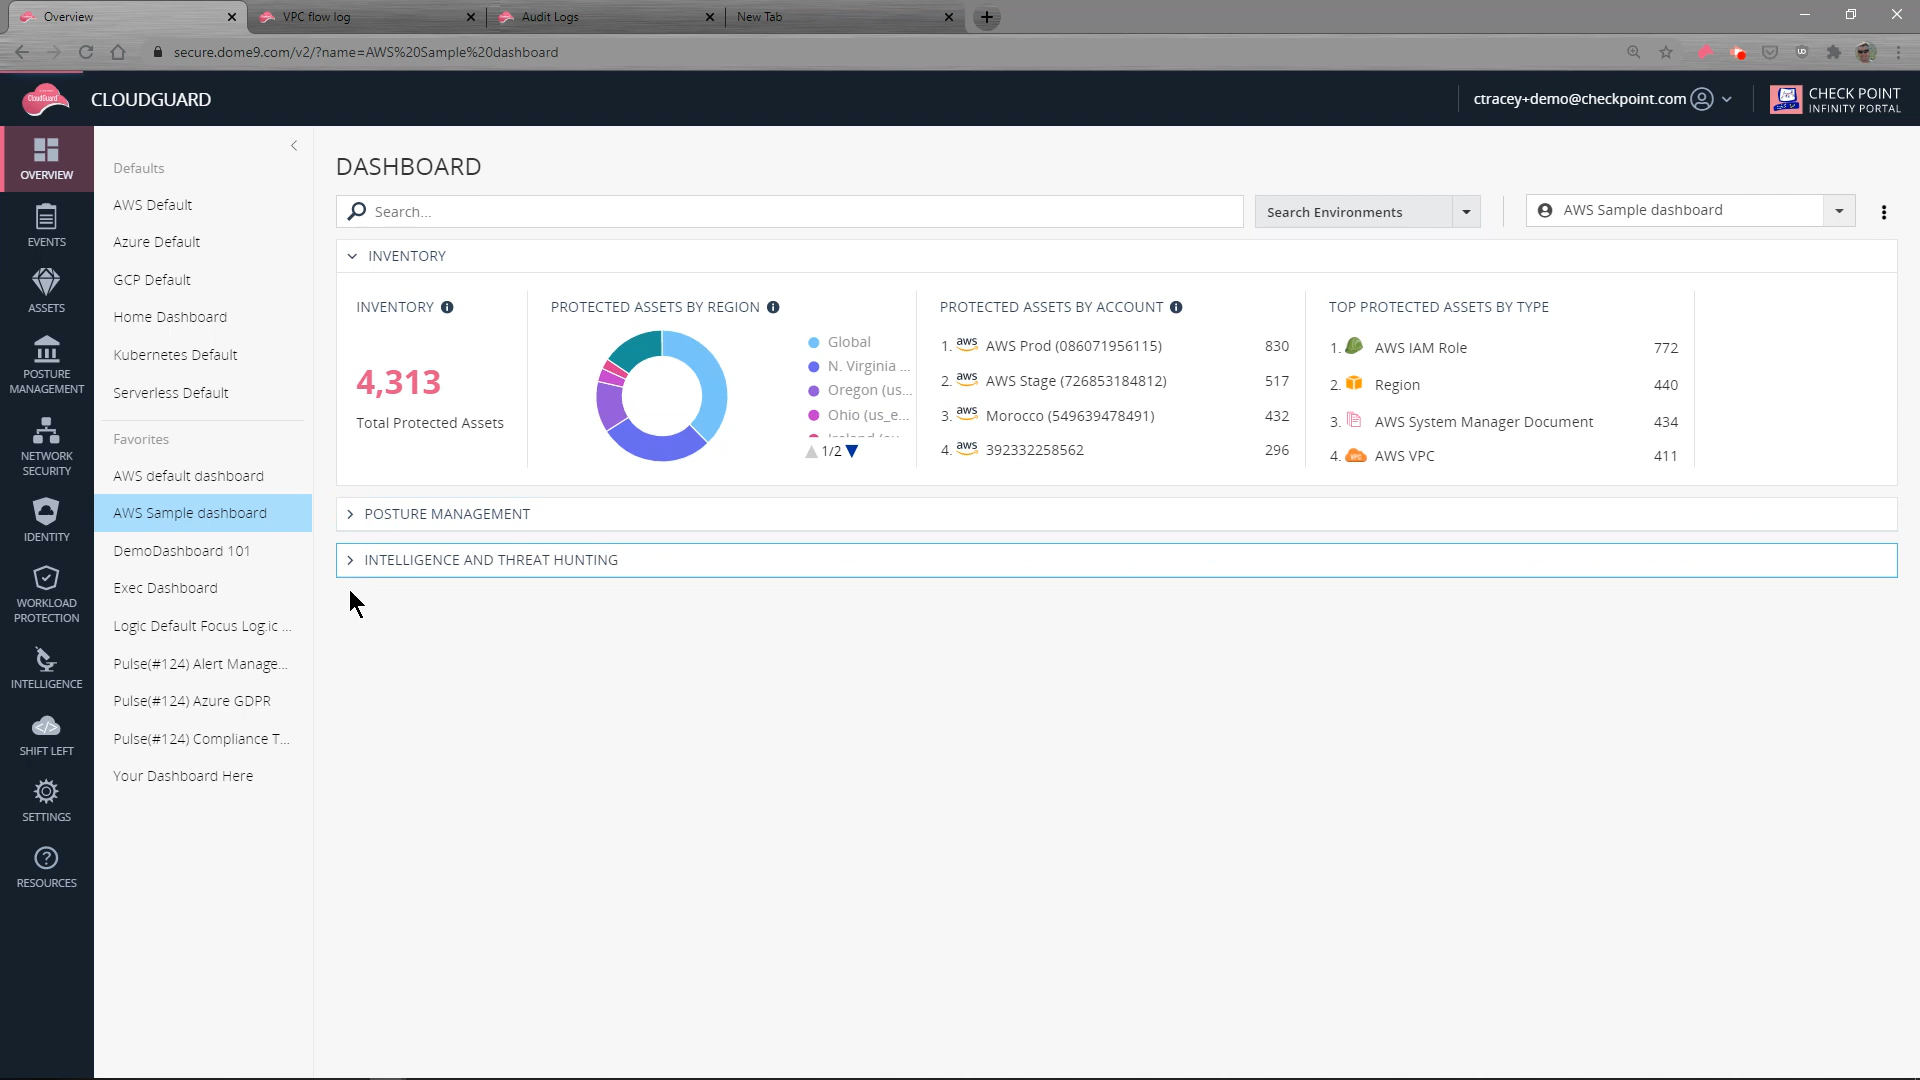 Overview
VPC flow log
Audit Logs
New Tab
secure.dome9.com/v2/?name=AWS%20Sample%20dashboard
CloudGuard
CLOUDGUARD
ctracey+demo@checkpoint.com
CHECK POINT
INFINITY PORTAL
OVERVIEW
EVENTS
ASSETS
POSTURE
MANAGEMENT
NETWORK
SECURITY
IDENTITY
WORKLOAD
PROTECTION
INTELLIGENCE
SHIFT LEFT
SETTINGS
RESOURCES
Defaults
AWS Default
Azure Default
GCP Default
Home Dashboard
Kubernetes Default
Serverless Default
Favorites
AWS default dashboard
AWS Sample dashboard
DemoDashboard 101
Exec Dashboard
Logic Default Focus Log.ic ...
Pulse(#124) Alert Manage...
Pulse(#124) Azure GDPR
Pulse(#124) Compliance T...
Your Dashboard Here
DASHBOARD
Search...
Search Environments
AWS Sample dashboard
INVENTORY
INVENTORY
4,313
Total Protected Assets
PROTECTED ASSETS BY REGION
Global
N. Virginia ...
Oregon (us...
Ohio (us_e...
1/2
PROTECTED ASSETS BY ACCOUNT
1. aws AWS Prod (086071956115) 830
2. aws AWS Stage (726853184812) 517
3. aws Morocco (549639478491) 432
4. aws 392332258562 296
TOP PROTECTED ASSETS BY TYPE
1. AWS IAM Role 772
2. Region 440
3. AWS System Manager Document 434
4. AWS VPC 411
POSTURE MANAGEMENT
INTELLIGENCE AND THREAT HUNTING